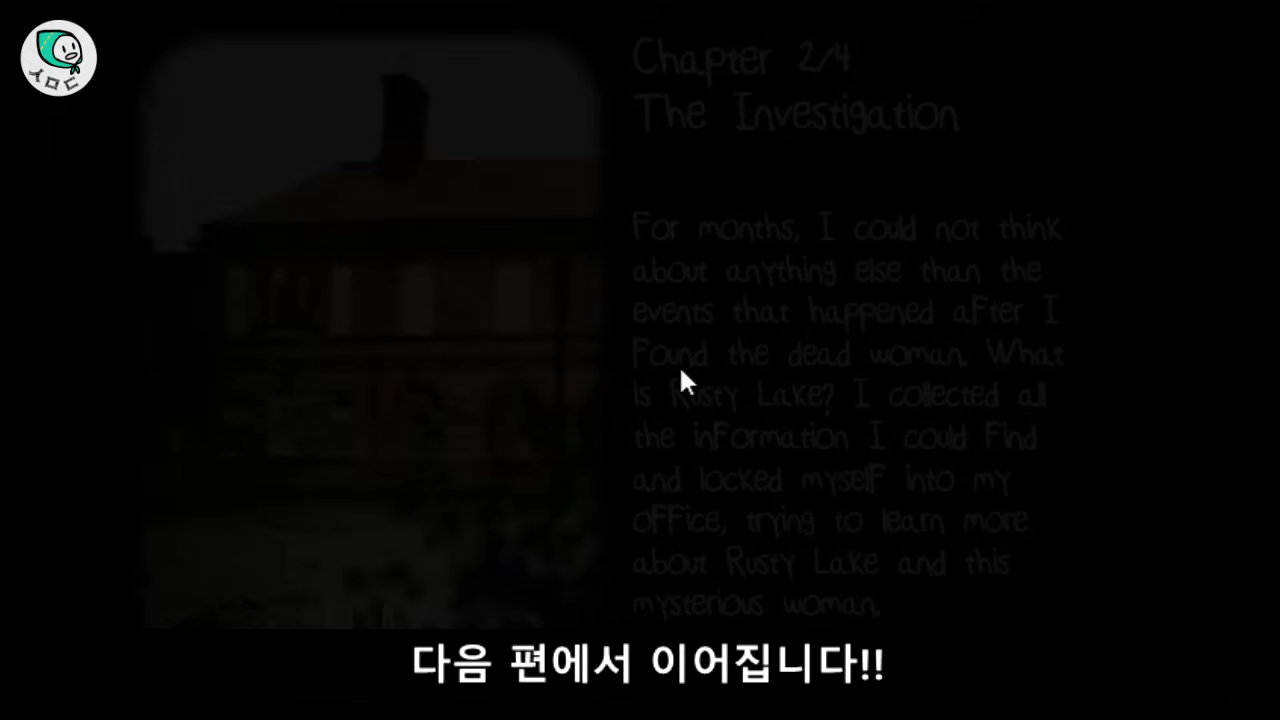 ㅅㅁㄷ
Chapter 2/4
The Investigation
For months, I could not think
about anything else than the
events that happened after I
found the dead woman. What
is Rusty Lake? I collected all
the information I could find
and locked myself into my
office, trying to learn more
about Rusty Lake and this
mysterious woman.
다음 편에서 이어집니다!!